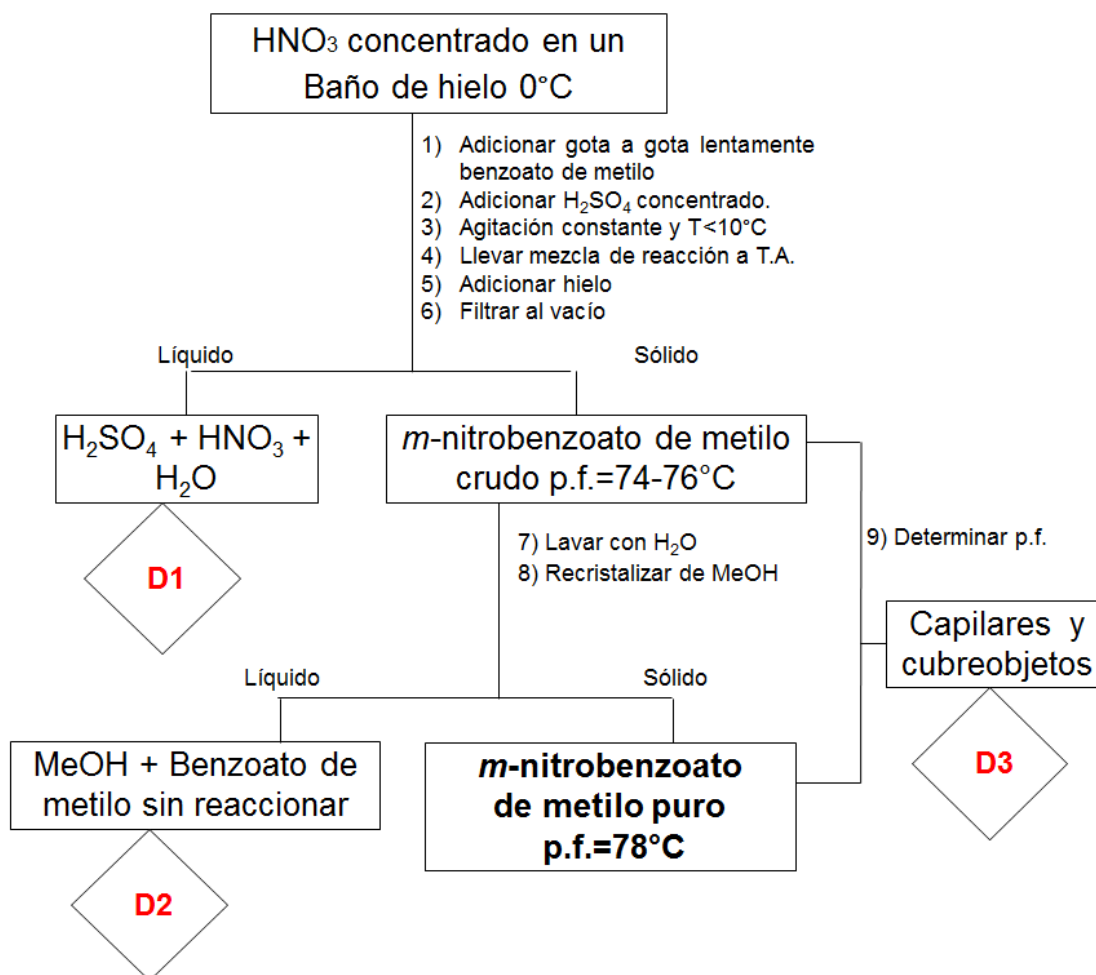 HNO₃ concentrado en un
Baño de hielo 0°C
1) Adicionar gota a gota lentamente
benzoato de metilo
2) Adicionar H₂SO₄ concentrado.
3) Agitación constante y T<10°C
4) Llevar mezcla de reacción a T.A.
5) Adicionar hielo
6) Filtrar al vacío
Líquido
Sólido
H₂SO₄ + HNO₃ +
H₂O
D1
m-nitrobenzoato de metilo
crudo p.f.=74-76°C
7) Lavar con H₂O
8) Recristalizar de MeOH
9) Determinar p.f.
Capilares y
cubreobjetos
D3
Líquido
Sólido
MeOH + Benzoato de
metilo sin reaccionar
D2
m-nitrobenzoato
de metilo puro
p.f.=78°C